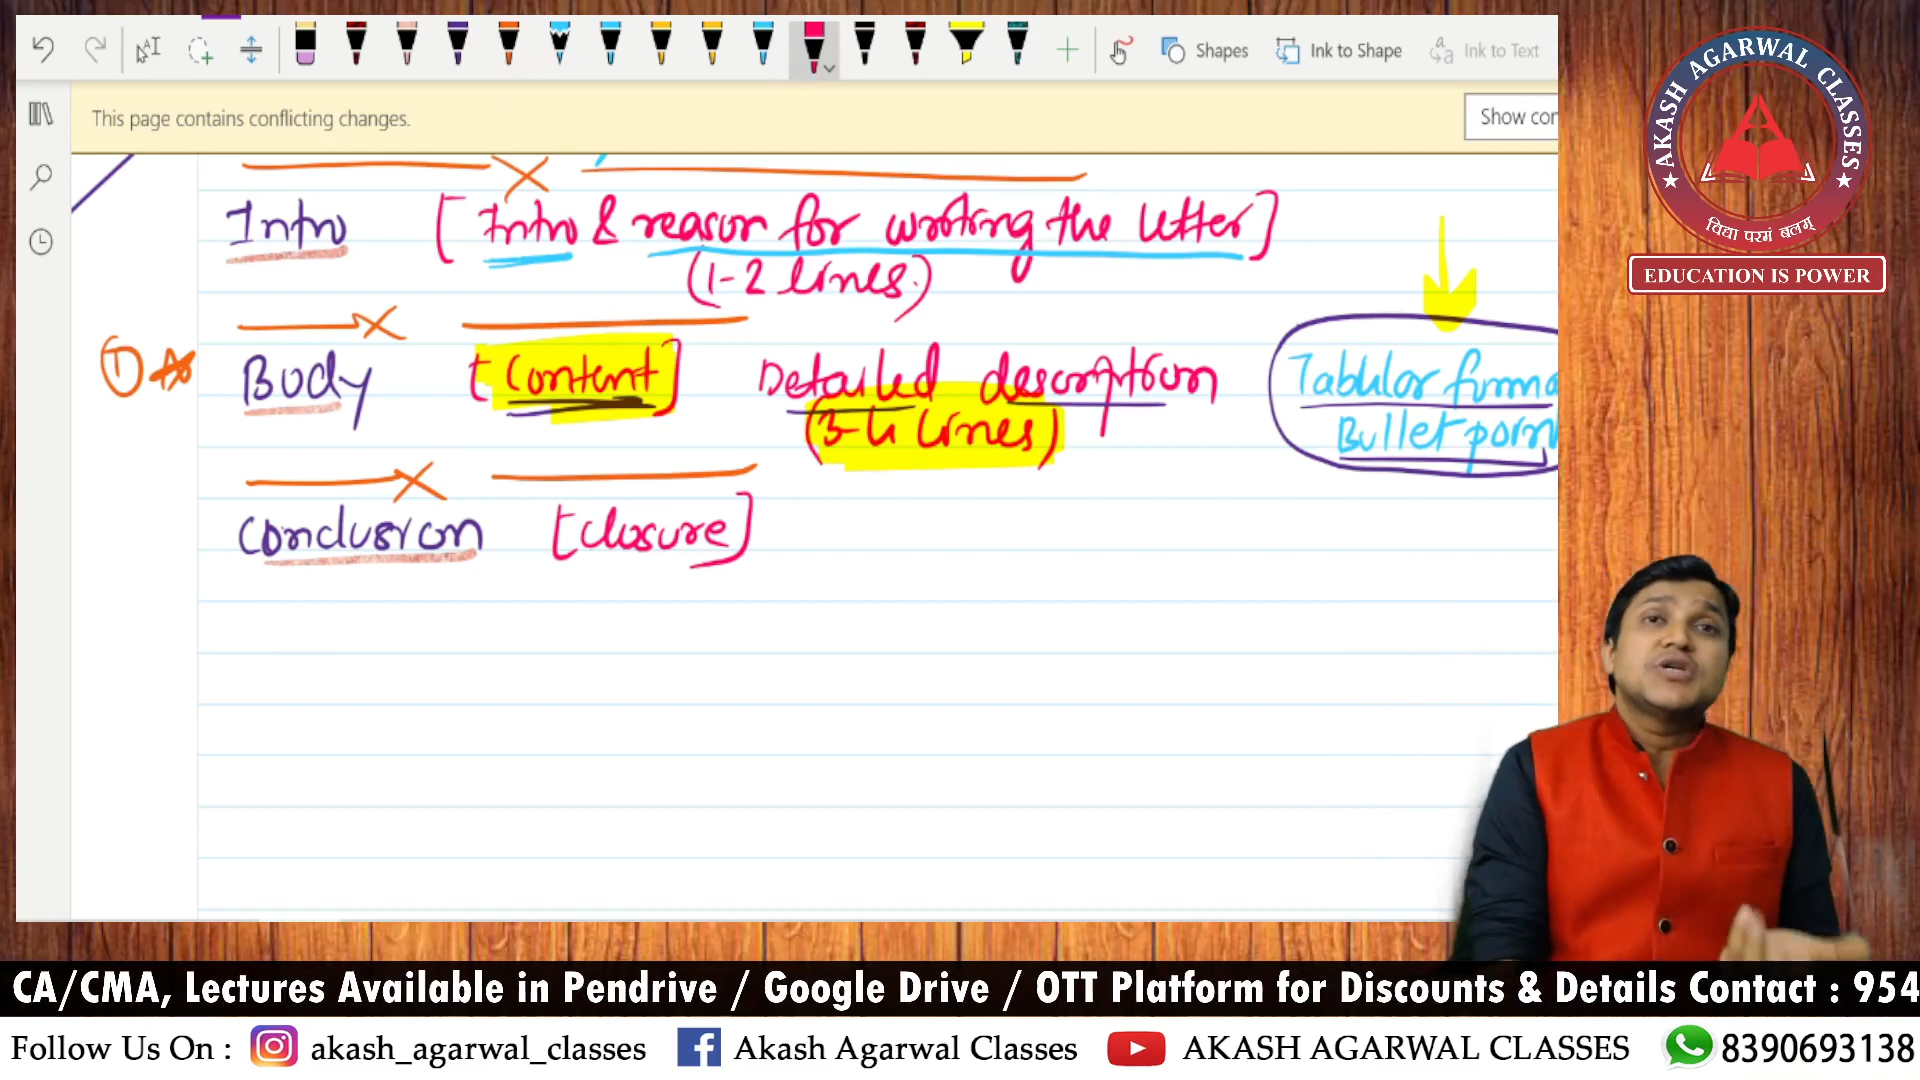 Shapes
Ink to Shape
Ink to Text
This page contains conflicting changes.
Show con
Intro [Intro & reason for writing the letter]
(1-2 lines.)
1 Body [Content] Detailed description
(3-4 lines)
Tabular forma
Bullet poin
Conclusion [closure]
AKASH AGARWAL CLASSES
विद्या परमं बलम्
EDUCATION IS POWER
CA/CMA, Lectures Available in Pendrive / Google Drive / OTT Platform for Discounts & Details Contact : 954
Follow Us On : akash_agarwal_classes Akash Agarwal Classes AKASH AGARWAL CLASSES 8390693138